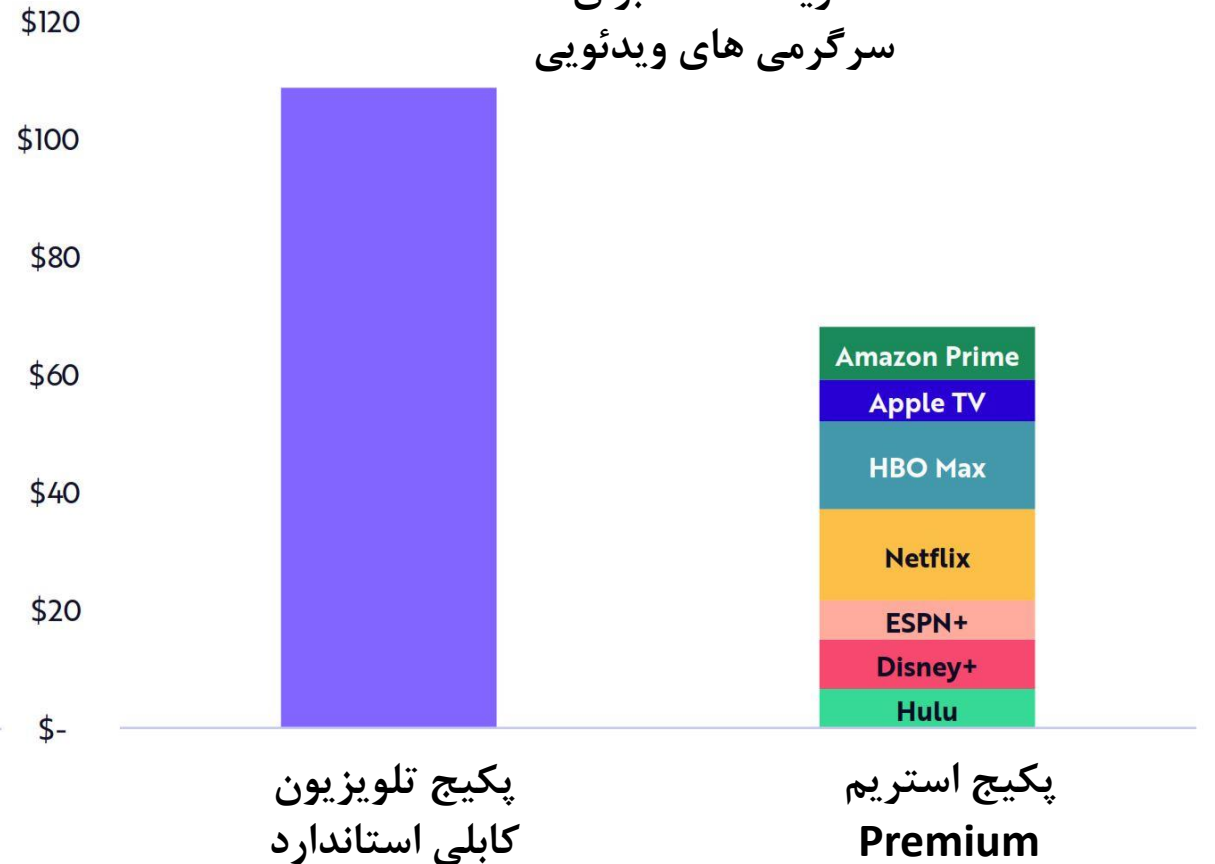 سرگرمی های ویدئویی
$120
$100
$80
$60
$40
$20
$-
Amazon Prime
Apple TV
HBO Max
Netflix
ESPN+
Disney+
Hulu
پکیج تلویزیون
کابلی استاندارد
پکیج استریم
Premium